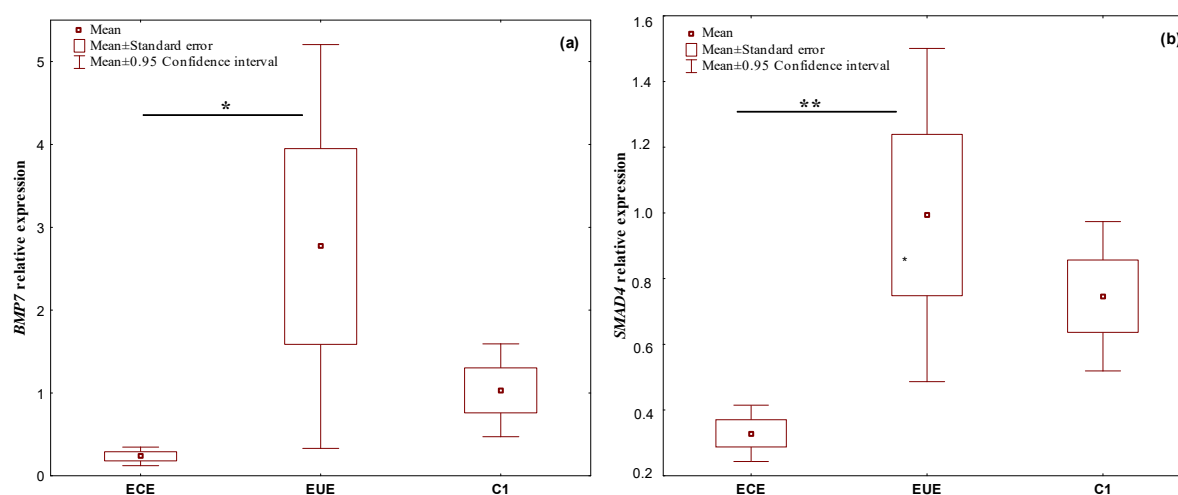 Mean
Mean±Standard error
Mean±0.95 Confidence interval
(a)
*
BMP7 relative expression
5
4
3
2
1
0
ECE
EUE
C1
Mean
Mean±Standard error
Mean±0.95 Confidence interval
(b)
**
*
SMAD4 relative expression
1.6
1.4
1.2
1.0
0.8
0.6
0.4
0.2
ECE
EUE
C1